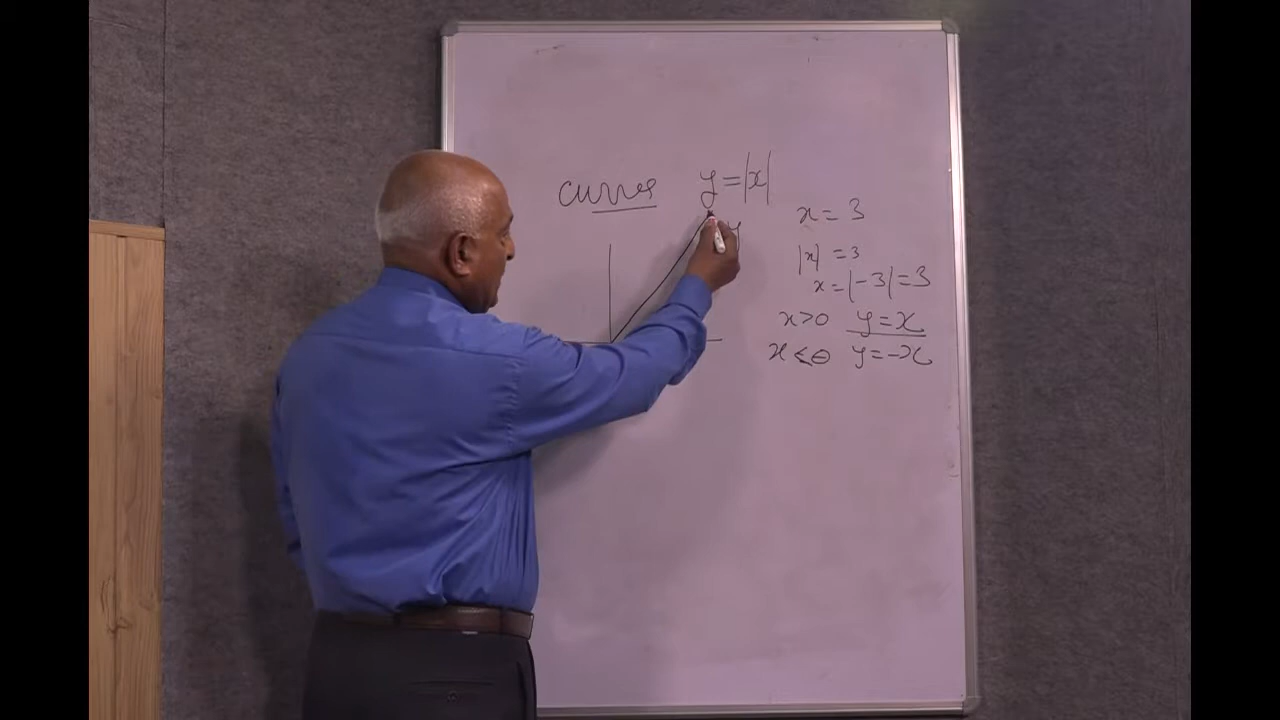 curves y = |x|
x = 3
|x| = 3
x = |-3| = 3
x>0 y = x
x<0 y = -x